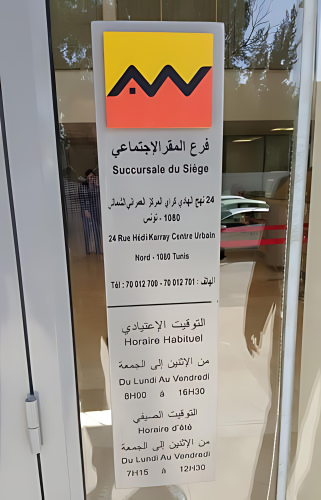 فرع المقر الإجتماعي
Succursale du Siège
24 نهج الهادي كراي المركز العمراني الشمالي
1080 - تونس
24 Rue Hédi Karray Centre Urbain
Nord - 1080 Tunis
الهاتف : 701 012 70 - 700 012 70 : Tél
التوقيت الإعتيادي
Horaire Habituel
من الإثنين إلى الجمعة
Du Lundi Au Vendredi
8H00 à 16H30
التوقيت الصيفي
Horaire d'été
من الإثنين إلى الجمعة
Du Lundi Au Vendredi
7H15 à 12H30